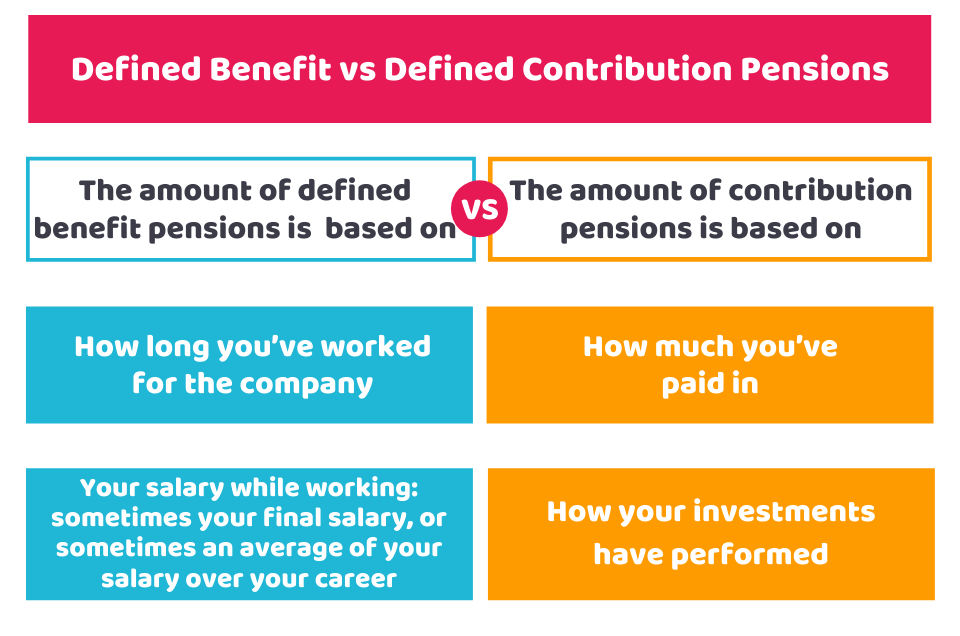 Defined Benefit vs Defined Contribution Pensions
The amount of defined
benefit pensions is based on
VS
The amount of contribution
pensions is based on
How long you've worked
for the company
How much you've
paid in
Your salary while working:
sometimes your final salary, or
sometimes an average of your
salary over your career
How your investments
have performed